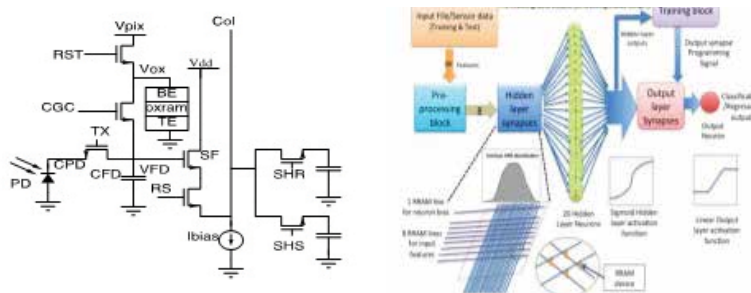 Vpix
Col
RST
Vox
Vdd
BE
oxram
TE
CGC
TX
SF
CPD
CFD
VFD
PD
RS
SHR
SHS
Ibias
Input File/Sensor data
(Training & Test)
Features
Pre-
processing
block
Hidden
layer
synapses
Hidden layer
outputs
Training block
Output synapse
Programming
Signal
Output
layer
Synapses
Output
Neuron
1 RRAM line
for neuron bias
8 RRAM lines
for input
features
20 Hidden
Layer Neurons
Sigmoid Hidden
layer activation
function
Linear Output
layer activation
function
RRAM
device